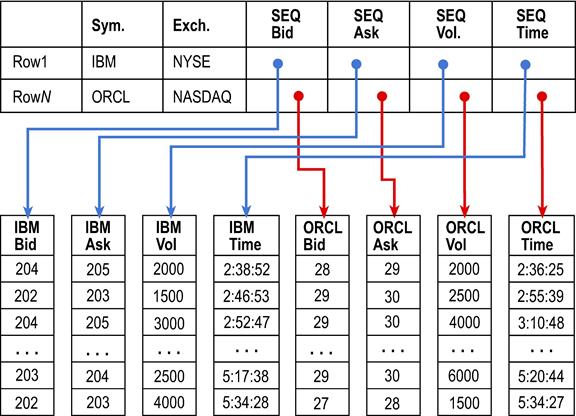 Sym. Exch. SEQ Bid SEQ Ask SEQ Vol. SEQ Time
Row1 IBM NYSE
RowN ORCL NASDAQ
IBM Bid IBM Ask IBM Vol IBM Time ORCL Bid ORCL Ask ORCL Vol ORCL Time
204 205 2000 2:38:52 28 29 2000 2:36:25
202 203 1500 2:46:53 29 30 2500 2:55:39
204 205 3000 2:52:47 29 30 4000 3:10:48
. . . . . . . . . . . . . . . . . . . . . . . .
203 204 2500 5:17:38 29 30 6000 5:20:44
202 203 4000 5:34:28 27 28 1500 5:34:27